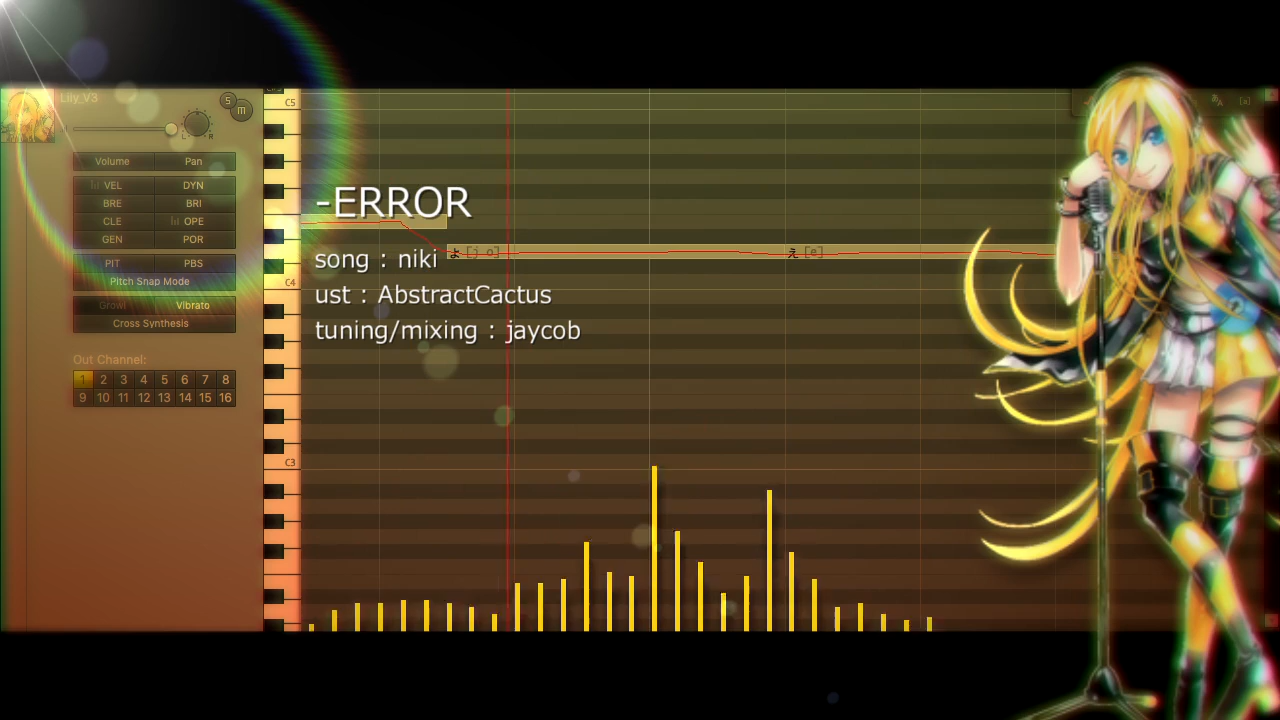 Lily_V3
S
m
L R
Volume Pan
VEL DYN
BRE BRI
CLE OPE
GEN POR
PIT PBS
Pitch Snap Mode
Growl Vibrato
Cross Synthesis
Out Channel:
1 2 3 4 5 6 7 8
9 10 11 12 13 14 15 16
C5
C4
C3
-ERROR
よ [j o]
え [e]
song : niki
ust : AbstractCactus
tuning/mixing : jaycob